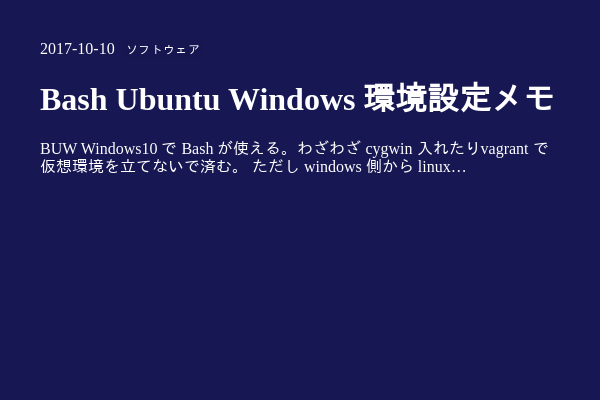 2017-10-10 ソフトウェア
Bash Ubuntu Windows 環境設定メモ
BUW Windows10 で Bash が使える。わざわざ cygwin 入れたりvagrant で
仮想環境を立てないで済む。 ただし windows 側から linux…